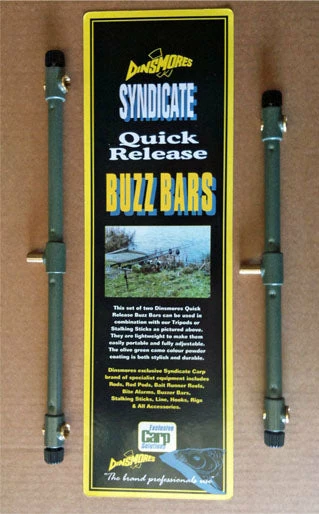 DINSMORES
SYNDICATE
Quick
Release
BUZZ BARS
This set of two Dinsmores Quick
Release Buzz Bars can be used in
combination with our Tripods or
Stalking Sticks as pictured above.
They are lightweight to make them
easily portable and fully adjustable.
The olive green camo colour powder
coating is both stylish and durable.
Dinsmores exclusive Syndicate Carp
brand of specialist equipment includes
Rods, Rod Pods, Bait Runner Reels,
Bite Alarms, Buzzer Bars,
Stalking Sticks, Line, Hooks, Rigs
& All Accessories.
Exclusive
Carp
Solutions
DINSMORES
"The brand professionals use"